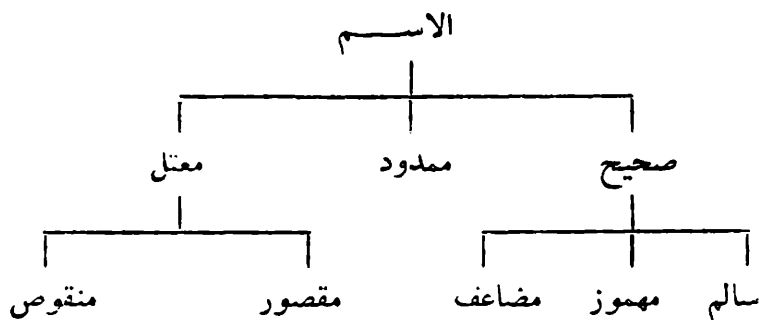 الاسم
صحيح ممدود معتل
سالم مهموز مضاعف مقصور منقوص